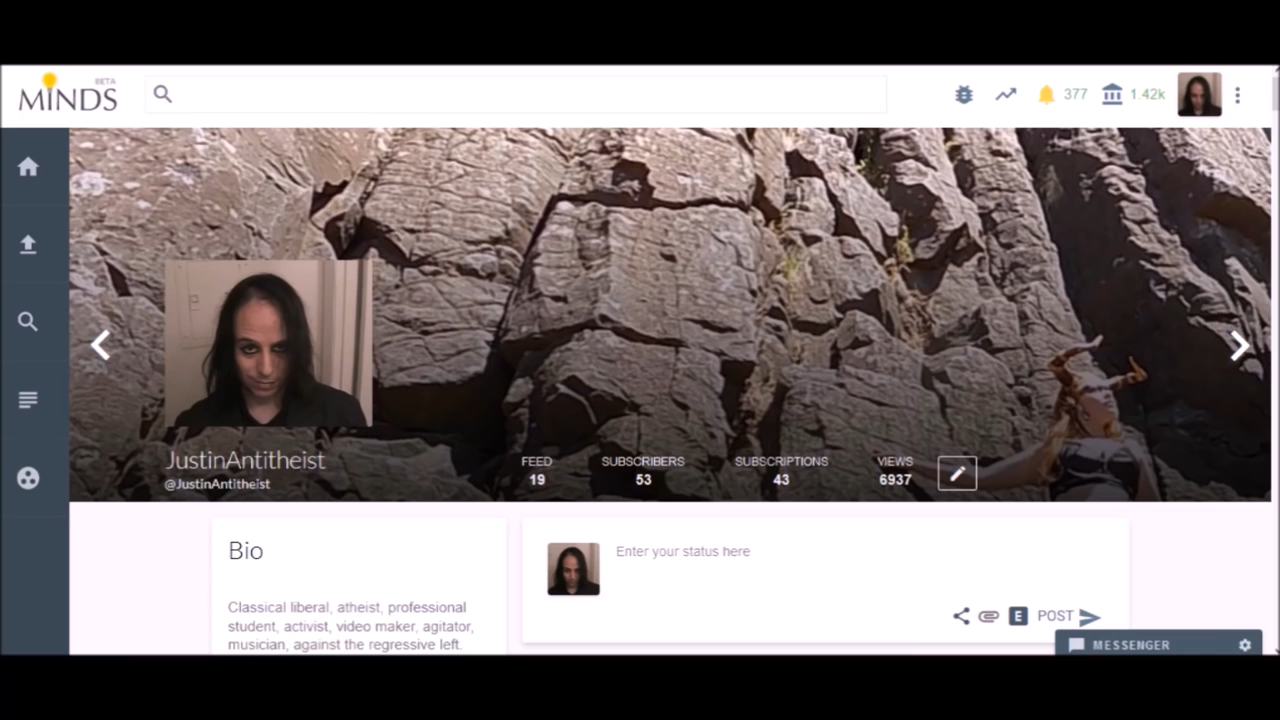 BETA
MINDS
377
1.42k
JustinAntitheist
@JustinAntitheist
FEED
19
SUBSCRIBERS
53
SUBSCRIPTIONS
43
VIEWS
6937
Bio
Classical liberal, atheist, professional
student, activist, video maker, agitator,
musician, against the regressive left.
Enter your status here
E
POST
MESSENGER